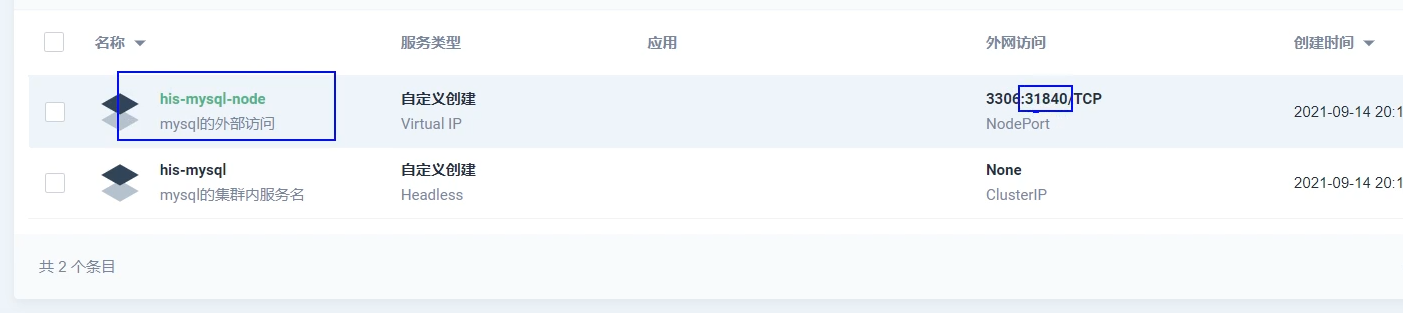 名称 服务类型 应用 外网访问 创建时间
his-mysql-node 自定义创建 3306:31840/TCP 2021-09-14 20:1
mysql的外部访问 Virtual IP NodePort
his-mysql 自定义创建 None 2021-09-14 20:1
mysql的集群内服务名 Headless ClusterIP
共 2 个条目